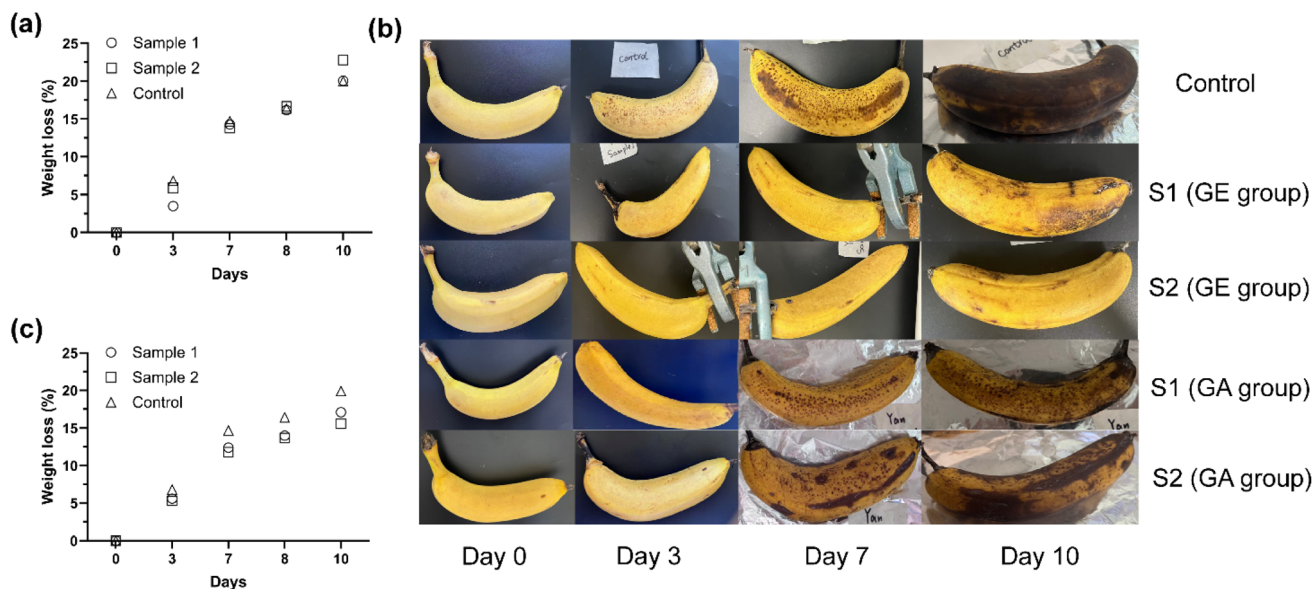 (a)
Sample 1
Sample 2
Control
Weight loss (%)
25
20
15
10
5
0
0 3 7 8 10
Days
(b)
Control
Control
Samples
Control
S1 (GE group)
S2 (GE group)
Yan
Yan
S1 (GA group)
Yan
S2 (GA group)
Day 0 Day 3 Day 7 Day 10
(c)
Sample 1
Sample 2
Control
Weight loss (%)
25
20
15
10
5
0
0 3 7 8 10
Days